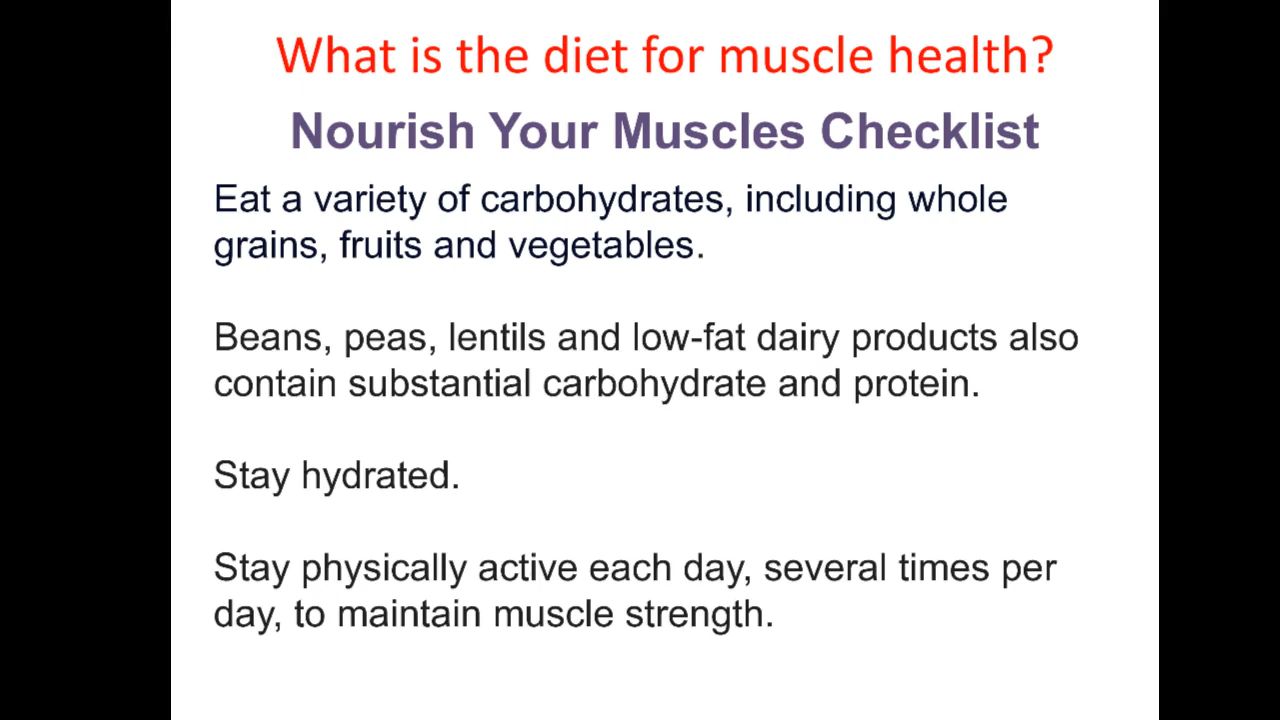 What is the diet for muscle health?
Nourish Your Muscles Checklist
Eat a variety of carbohydrates, including whole
grains, fruits and vegetables.
Beans, peas, lentils and low-fat dairy products also
contain substantial carbohydrate and protein.
Stay hydrated.
Stay physically active each day, several times per
day, to maintain muscle strength.